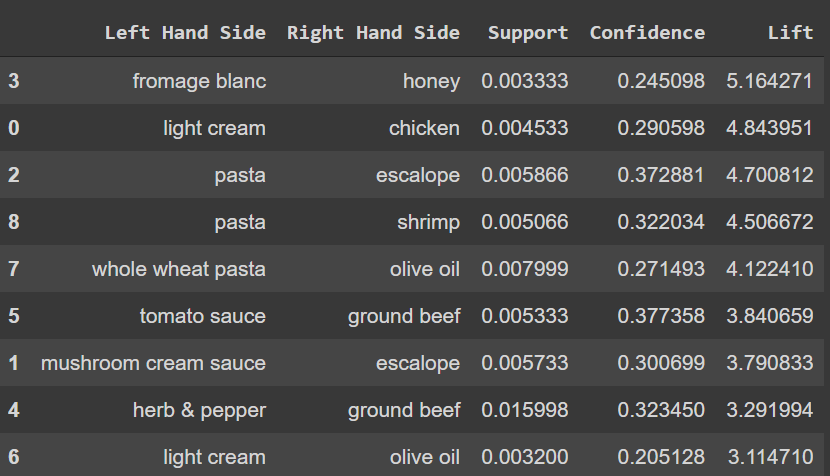 Left Hand Side Right Hand Side Support Confidence Lift
3 fromage blanc honey 0.003333 0.245098 5.164271
0 light cream chicken 0.004533 0.290598 4.843951
2 pasta escalope 0.005866 0.372881 4.700812
8 pasta shrimp 0.005066 0.322034 4.506672
7 whole wheat pasta olive oil 0.007999 0.271493 4.122410
5 tomato sauce ground beef 0.005333 0.377358 3.840659
1 mushroom cream sauce escalope 0.005733 0.300699 3.790833
4 herb & pepper ground beef 0.015998 0.323450 3.291994
6 light cream olive oil 0.003200 0.205128 3.114710